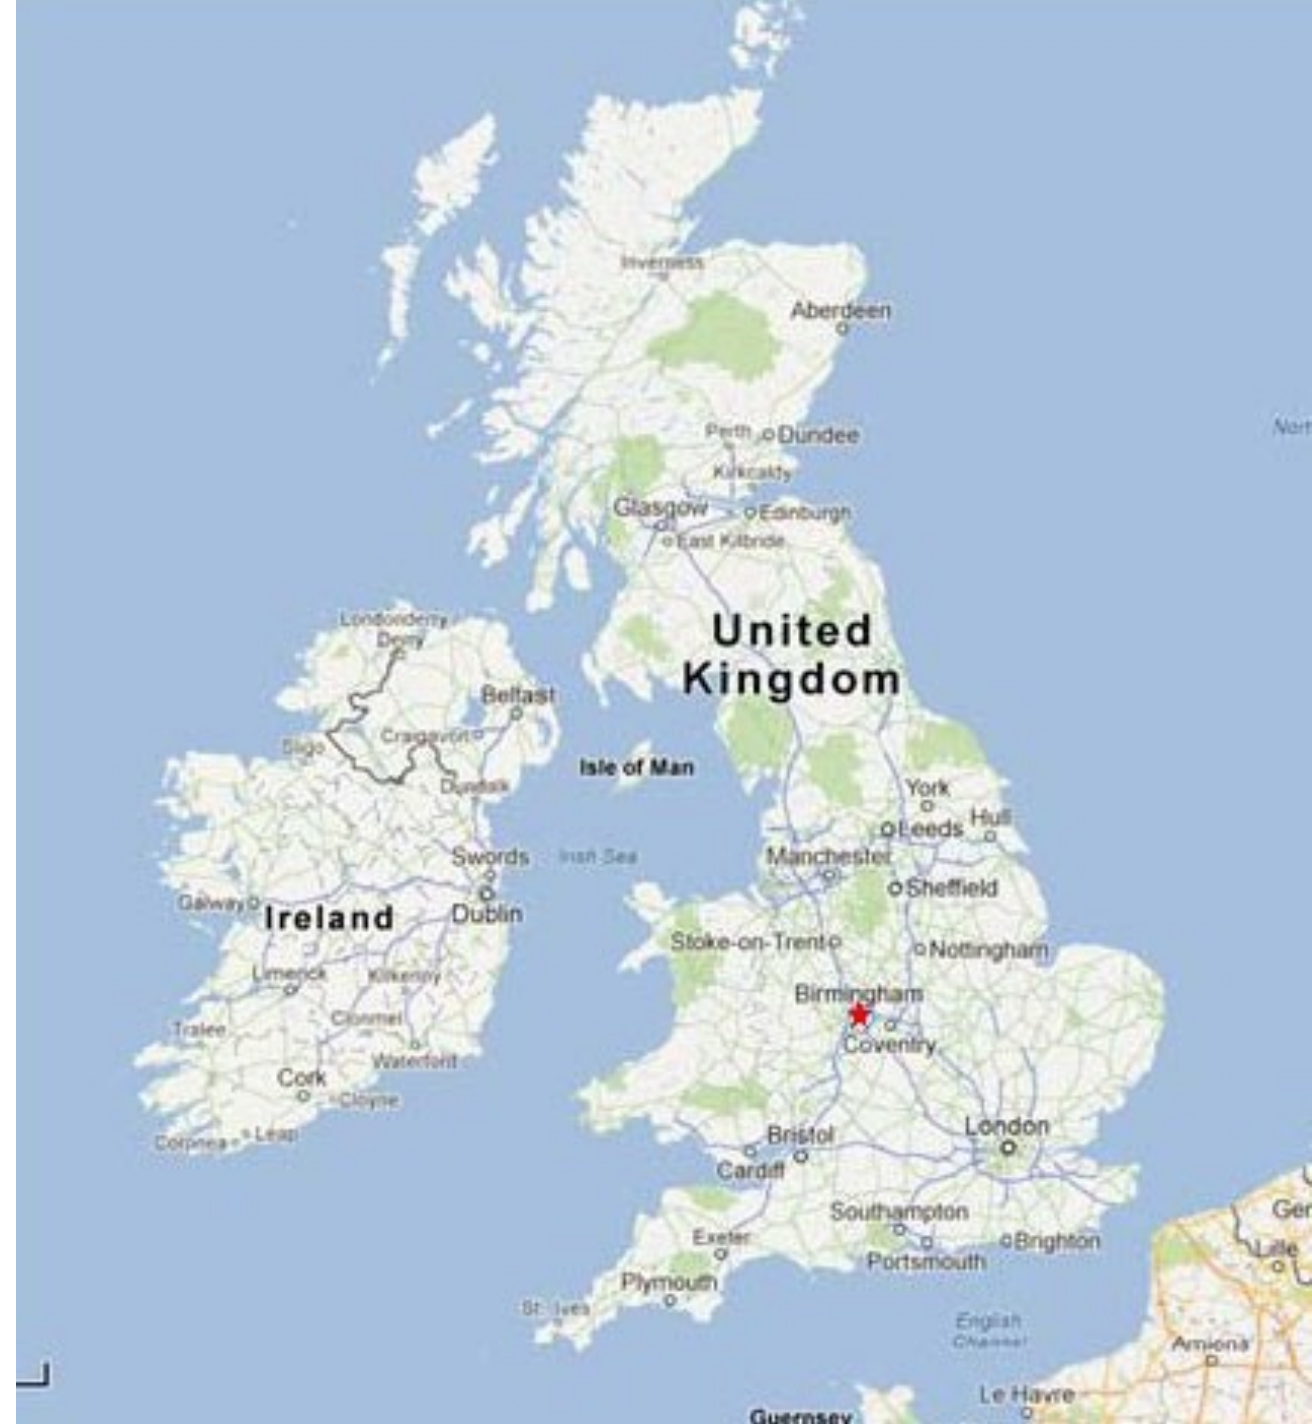 Inverness
Aberdeen
Nort
Perth
Dundee
Kirkcaldy
Glasgow
Edinburgh
East Kilbride
Londonderry
Derry
United
Kingdom
Belfast
Craigavon
Sligo
Isle of Man
Dundalk
York
Hull
Leeds
Swords
Irish Sea
Manchester
Sheffield
Galway
Ireland
Dublin
Stoke-on-Trent
Nottingham
Limerick
Kilkenny
Birmingham
Clonmel
Tralee
Coventry
Waterford
Cork
Cloyne
Leap
London
Bristol
Cardiff
Southampton
Ger
Exeter
Brighton
Lille
Portsmouth
Plymouth
St. Ives
English
Channel
Amiens
Le Havre
Guernsey